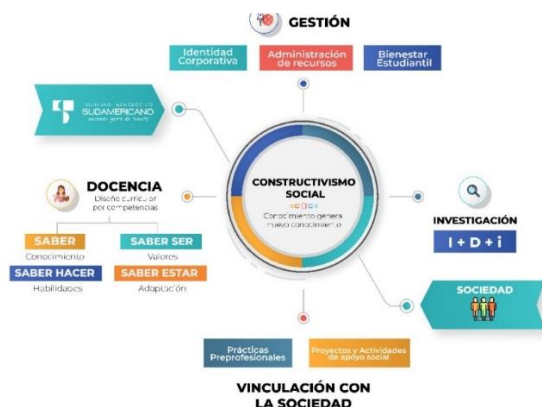 GESTIÓN
Identidad
Corporativa
Administración
de recursos
Bienestar
Estudiantil
SUDAMERICANO
DOCENCIA
Diseño curricular
por competencias
SABER
Conocimiento
SABER SER
Valores
SABER HACER
Habilidades
SABER ESTAR
Adaptación
CONSTRUCTIVISMO
SOCIAL
Conocimiento genera
nuevo conocimiento
INVESTIGACIÓN
I + D + i
SOCIEDAD
Prácticas
Preprofesionales
Proyectos y Actividades
de apoyo social
VINCULACIÓN CON
LA SOCIEDAD